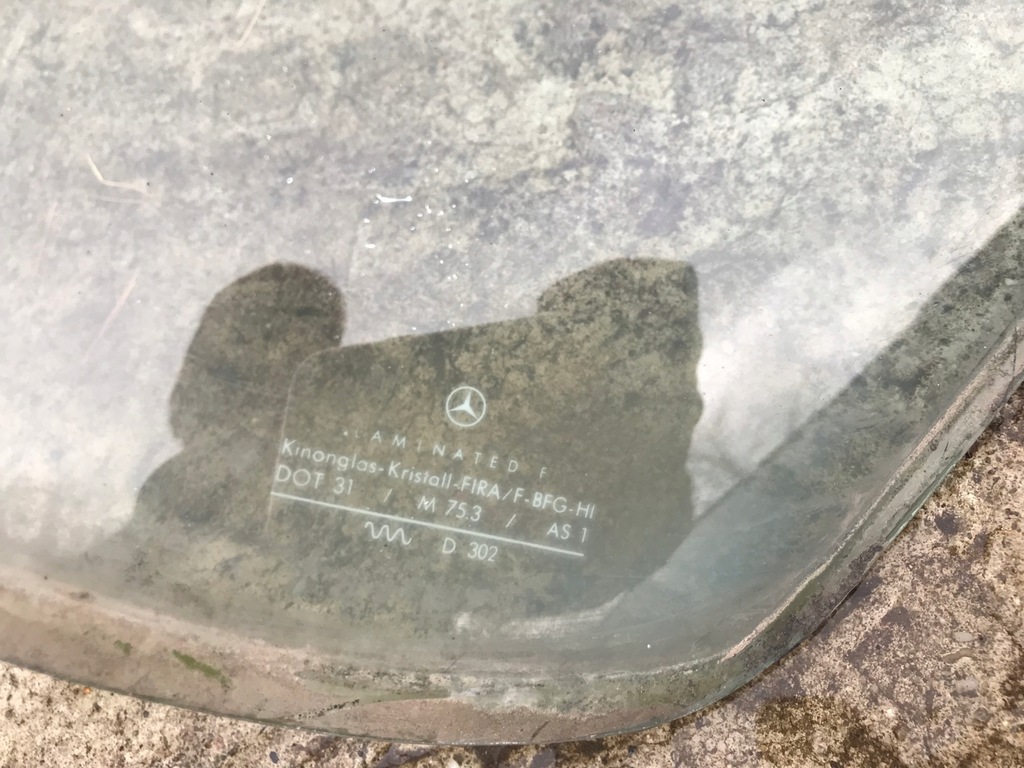 LAMINATED F
Kinonglas-Kristall-FIRA/F-BFG-HI
DOT 31 / M 75.3 / AS 1
D 302